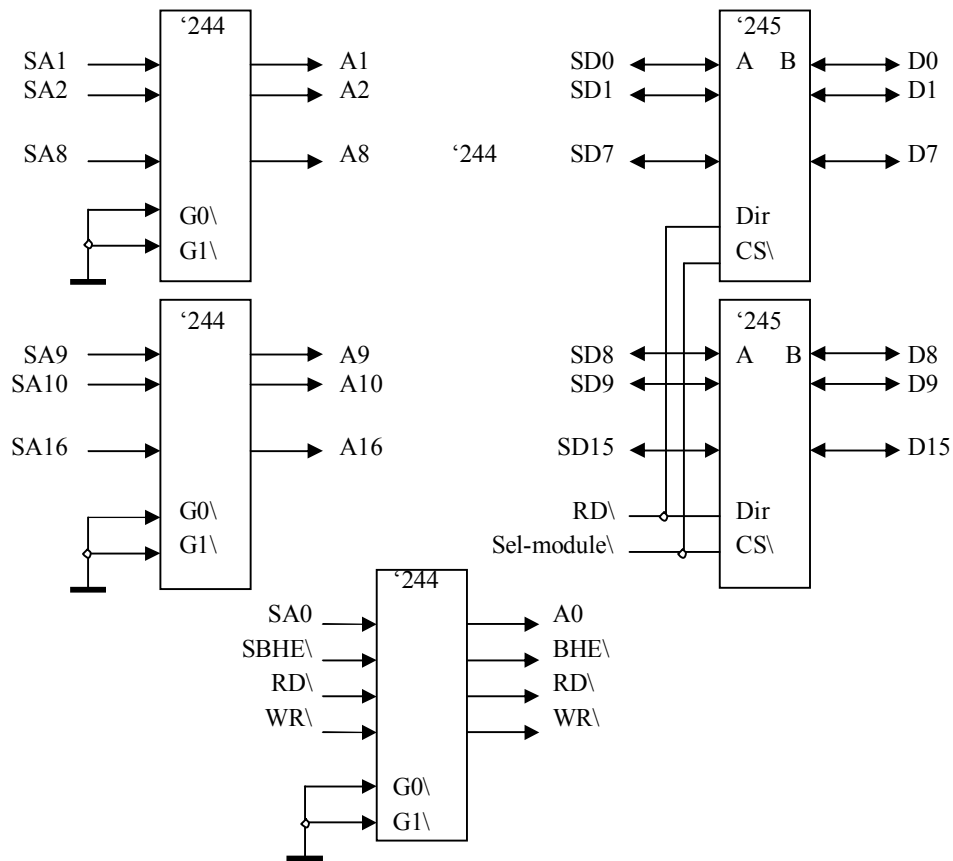 ‘244
SA1 A1
SA2 A2
SA8 A8
G0\
G1\
‘244
‘245
SD0 A B D0
SD1 D1
SD7 D7
Dir
CS\
‘244
SA9 A9
SA10 A10
SA16 A16
G0\
G1\
‘245
SD8 A B D8
SD9 D9
SD15 D15
RD\ Dir
Sel-module\ CS\
‘244
SA0 A0
SBHE\ BHE\
RD\ RD\
WR\ WR\
G0\
G1\